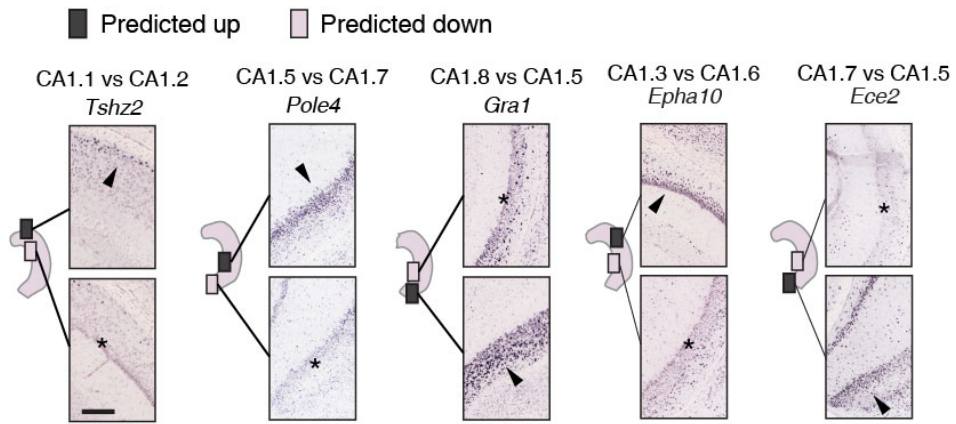 Predicted up Predicted down
CA1.1 vs CA1.2
Tshz2
CA1.5 vs CA1.7
Pole4
CA1.8 vs CA1.5
Gra1
CA1.3 vs CA1.6
Epha10
CA1.7 vs CA1.5
Ece2
*
*
*
*
*